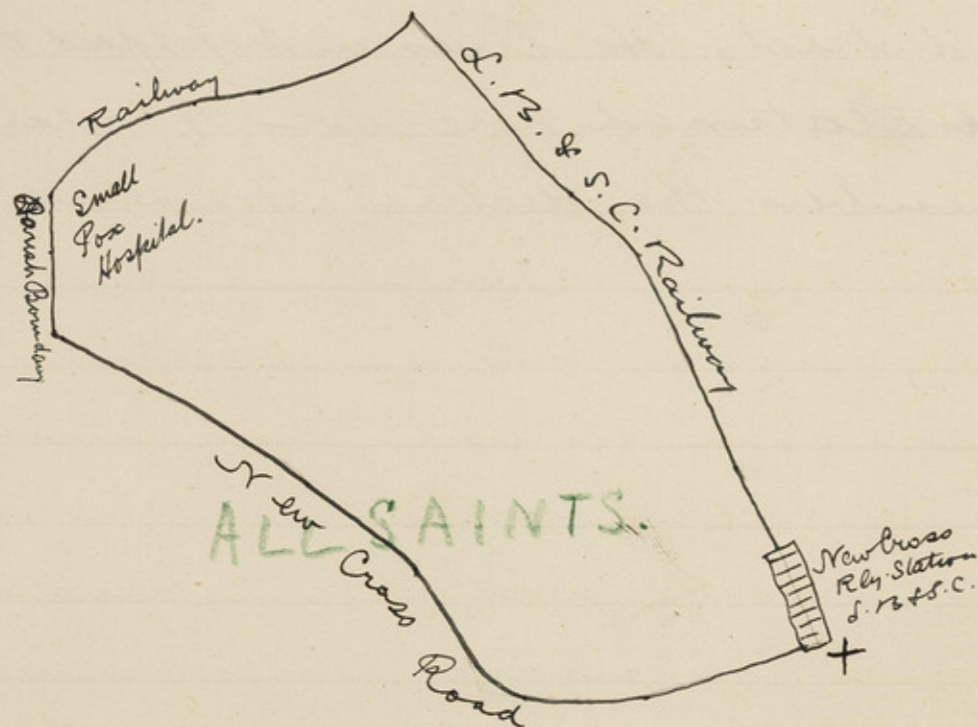 Railway
L. B. & S. C. Railway
Small
Pox
Hospital.
Parish Boundary
New Cross Road
ALL SAINTS.
New Cross
Rly. Station
L. B & S. C.